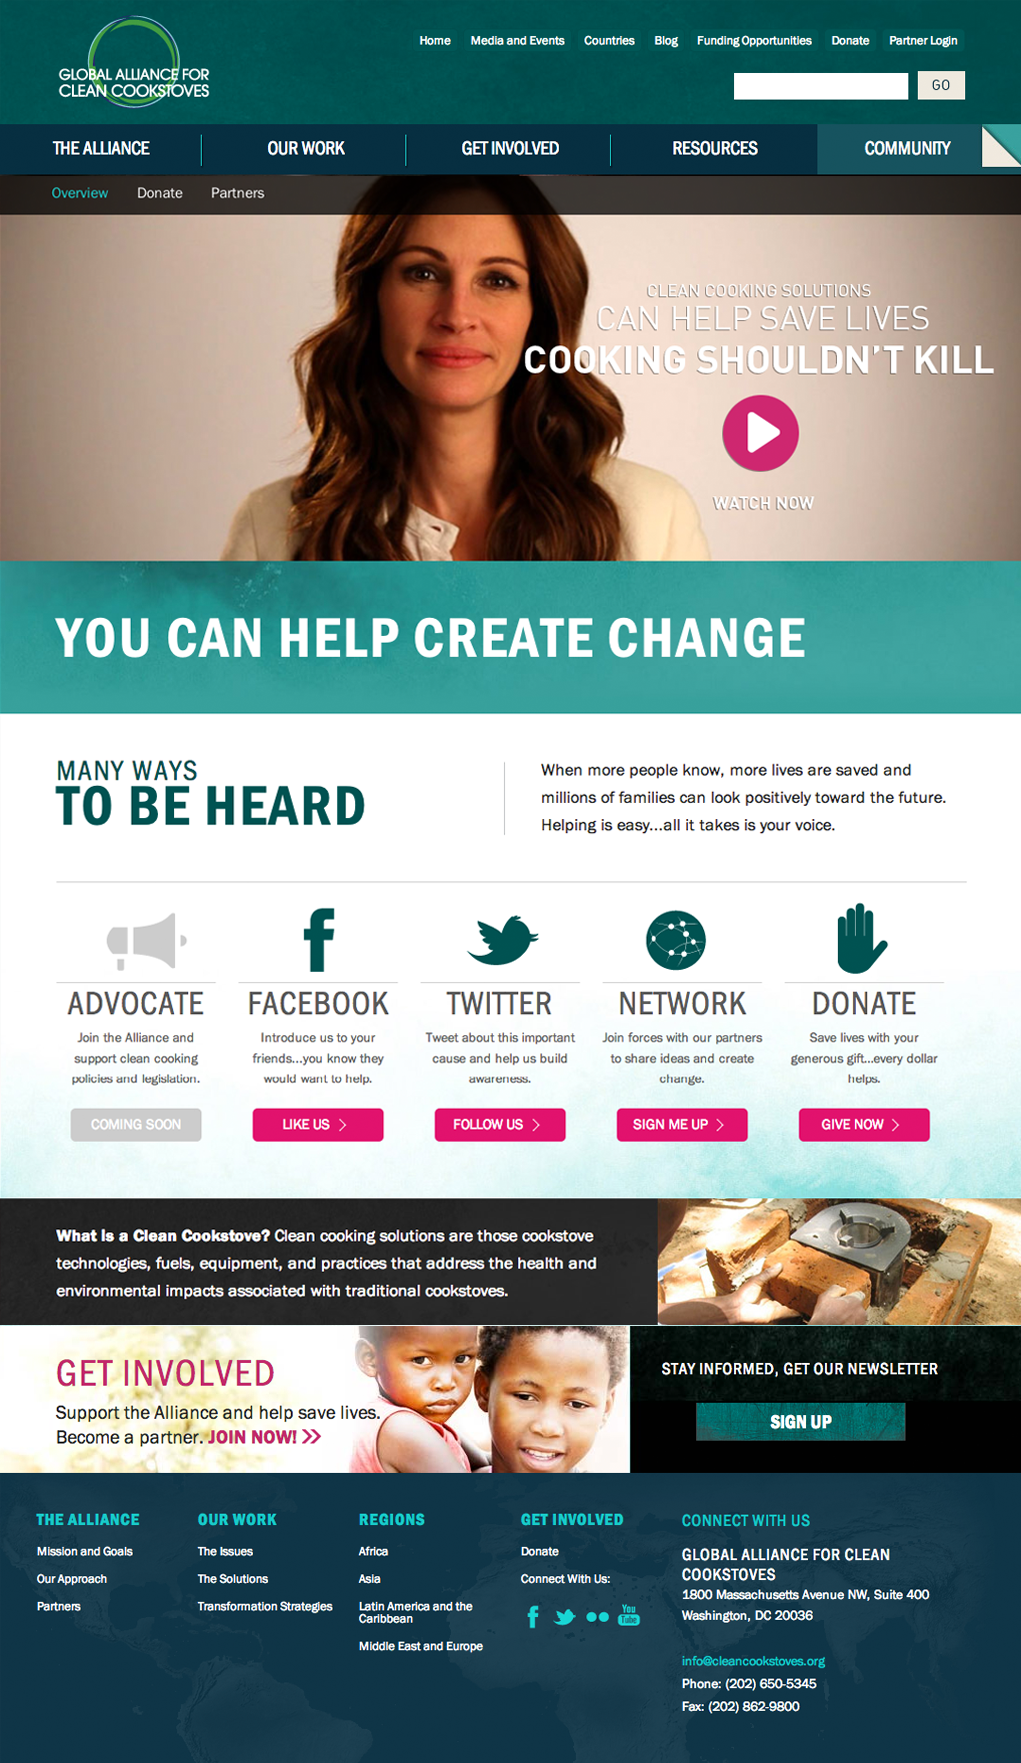 GLOBAL ALLIANCE FOR
CLEAN COOKSTOVES
Home Media and Events Countries Blog Funding Opportunities Donate Partner Login
GO
THE ALLIANCE OUR WORK GET INVOLVED RESOURCES COMMUNITY
Overview Donate Partners
CLEAN COOKING SOLUTIONS
CAN HELP SAVE LIVES
COOKING SHOULDN'T KILL
WATCH NOW
YOU CAN HELP CREATE CHANGE
MANY WAYS
TO BE HEARD
When more people know, more lives are saved and
millions of families can look positively toward the future.
Helping is easy...all it takes is your voice.
ADVOCATE
Join the Alliance and
support clean cooking
policies and legislation.
COMING SOON
FACEBOOK
Introduce us to your
friends...you know they
would want to help.
LIKE US
TWITTER
Tweet about this important
cause and help us build
awareness.
FOLLOW US
NETWORK
Join forces with our partners
to share ideas and create
change.
SIGN ME UP
DONATE
Save lives with your
generous gift...every dollar
helps.
GIVE NOW
What is a Clean Cookstove? Clean cooking solutions are those cookstove
technologies, fuels, equipment, and practices that address the health and
environmental impacts associated with traditional cookstoves.
GET INVOLVED
Support the Alliance and help save lives.
Become a partner. JOIN NOW!
STAY INFORMED, GET OUR NEWSLETTER
SIGN UP
THE ALLIANCE
Mission and Goals
Our Approach
Partners
OUR WORK
The Issues
The Solutions
Transformation Strategies
REGIONS
Africa
Asia
Latin America and the
Caribbean
Middle East and Europe
GET INVOLVED
Donate
Connect With Us:
You
Tube
CONNECT WITH US
GLOBAL ALLIANCE FOR CLEAN
COOKSTOVES
1800 Massachusetts Avenue NW, Suite 400
Washington, DC 20036
info@cleancookstoves.org
Phone: (202) 650-5345
Fax: (202) 862-9800